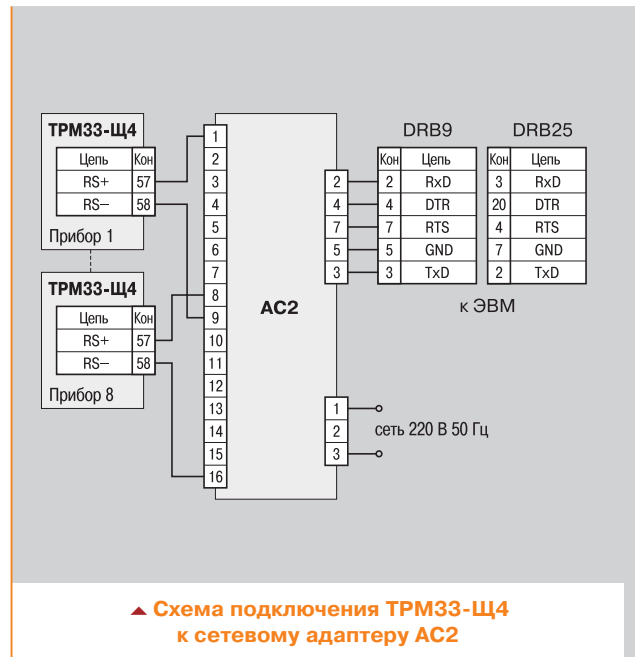 ТРМ33-Щ4
Цепь Кон
RS+ 57
RS− 58
Прибор 1
ТРМ33-Щ4
Цепь Кон
RS+ 57
RS− 58
Прибор 8
1
2
3
4
5
6
7
8
9
10
11
12
13
14
15
16
АС2
2
4
7
5
3
1
2
3
DRB9
Кон Цепь
2 RxD
4 DTR
7 RTS
5 GND
3 TxD
DRB25
Кон Цепь
3 RxD
20 DTR
4 RTS
7 GND
2 TxD
к ЭВМ
сеть 220 В 50 Гц
Схема подключения ТРМ33-Щ4
к сетевому адаптеру АС2